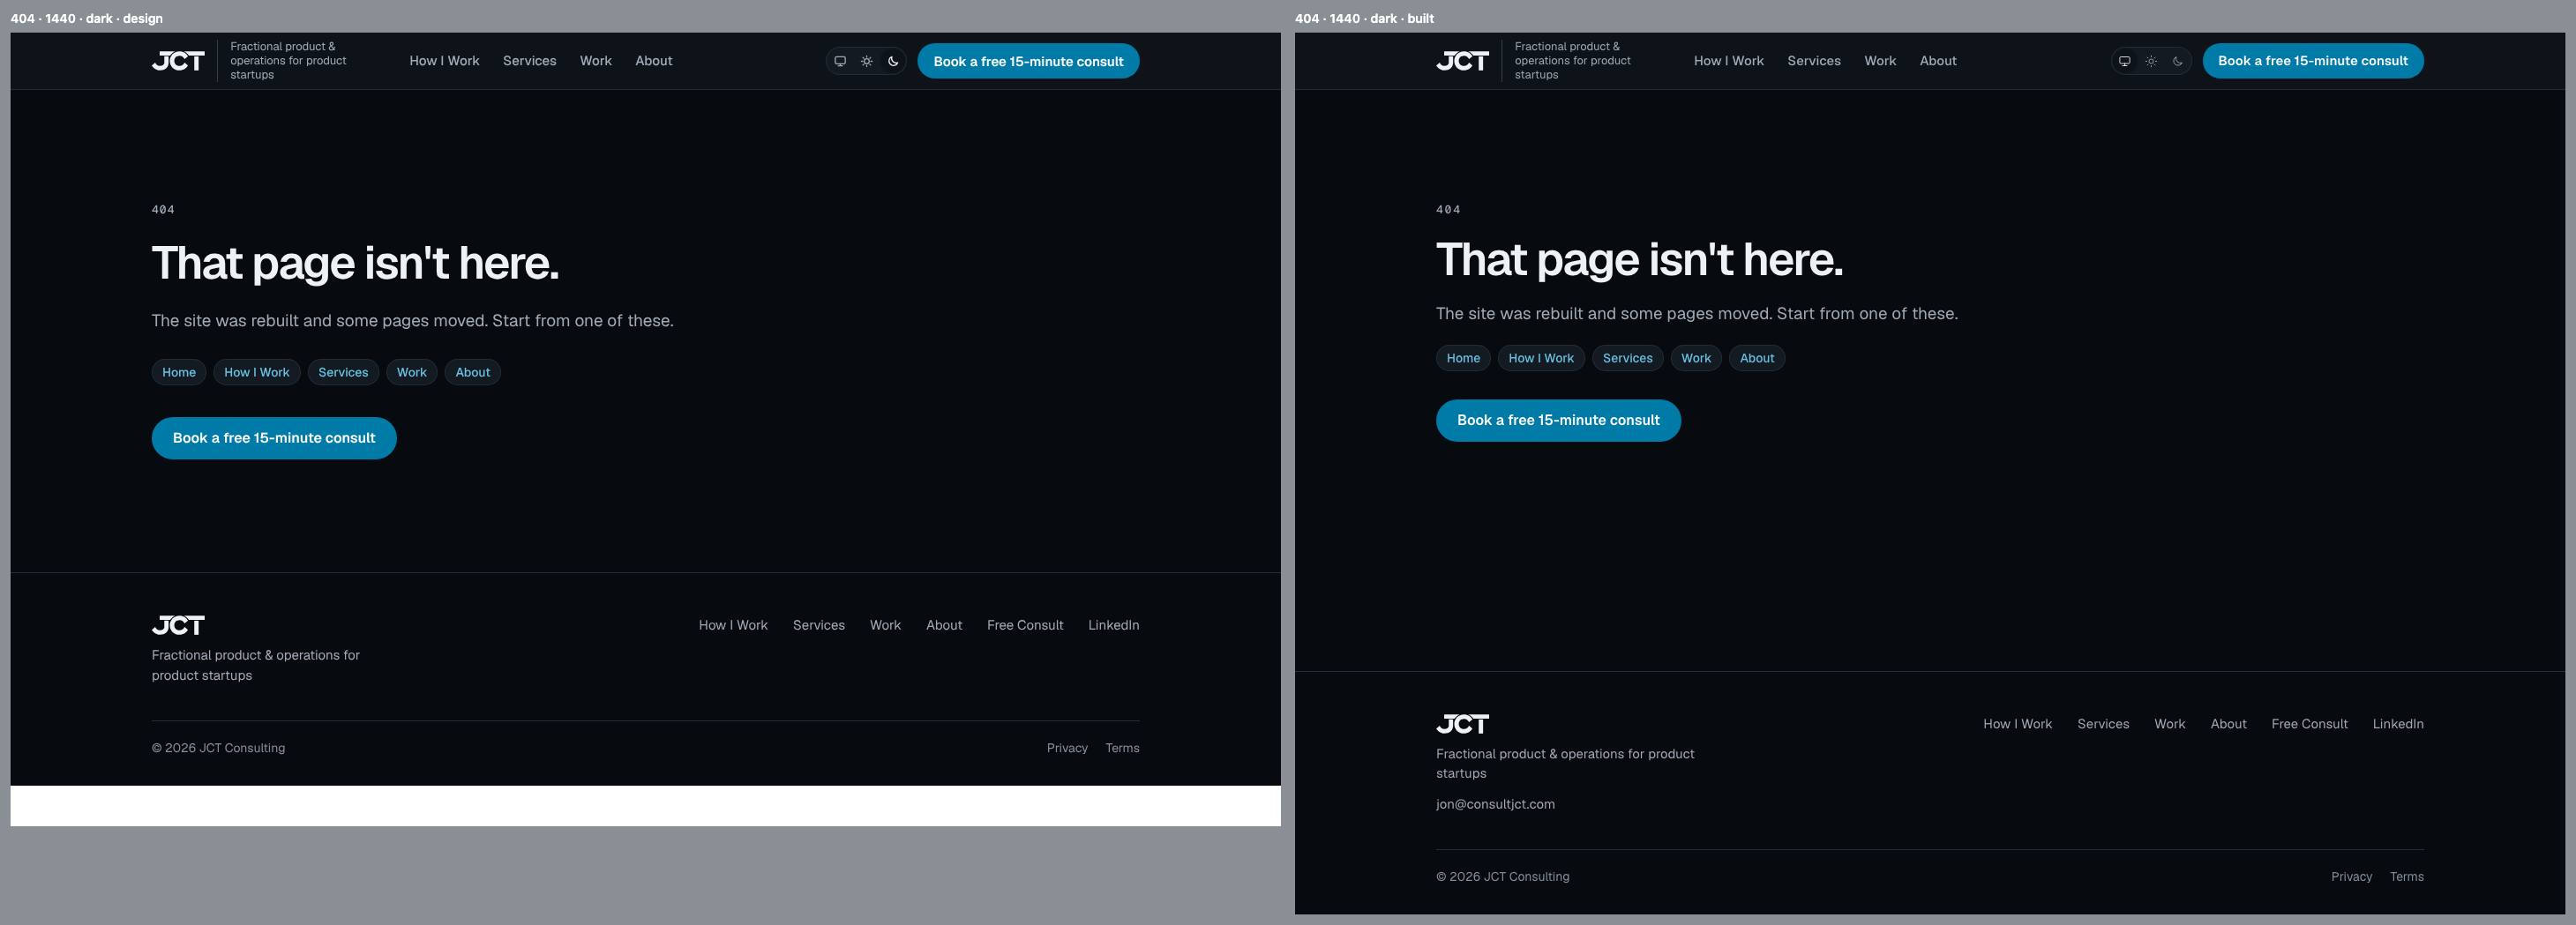 404 · 1440 · dark · design
JCT
Fractional product &
operations for product
startups
How I Work Services Work About
Book a free 15-minute consult
404
That page isn't here.
The site was rebuilt and some pages moved. Start from one of these.
Home How I Work Services Work About
Book a free 15-minute consult
JCT
How I Work Services Work About Free Consult LinkedIn
Fractional product & operations for
product startups
© 2026 JCT Consulting
Privacy Terms
404 · 1440 · dark · built
JCT
Fractional product &
operations for product
startups
How I Work Services Work About
Book a free 15-minute consult
404
That page isn't here.
The site was rebuilt and some pages moved. Start from one of these.
Home How I Work Services Work About
Book a free 15-minute consult
JCT
How I Work Services Work About Free Consult LinkedIn
Fractional product & operations for product
startups
jon@consultjct.com
© 2026 JCT Consulting
Privacy Terms